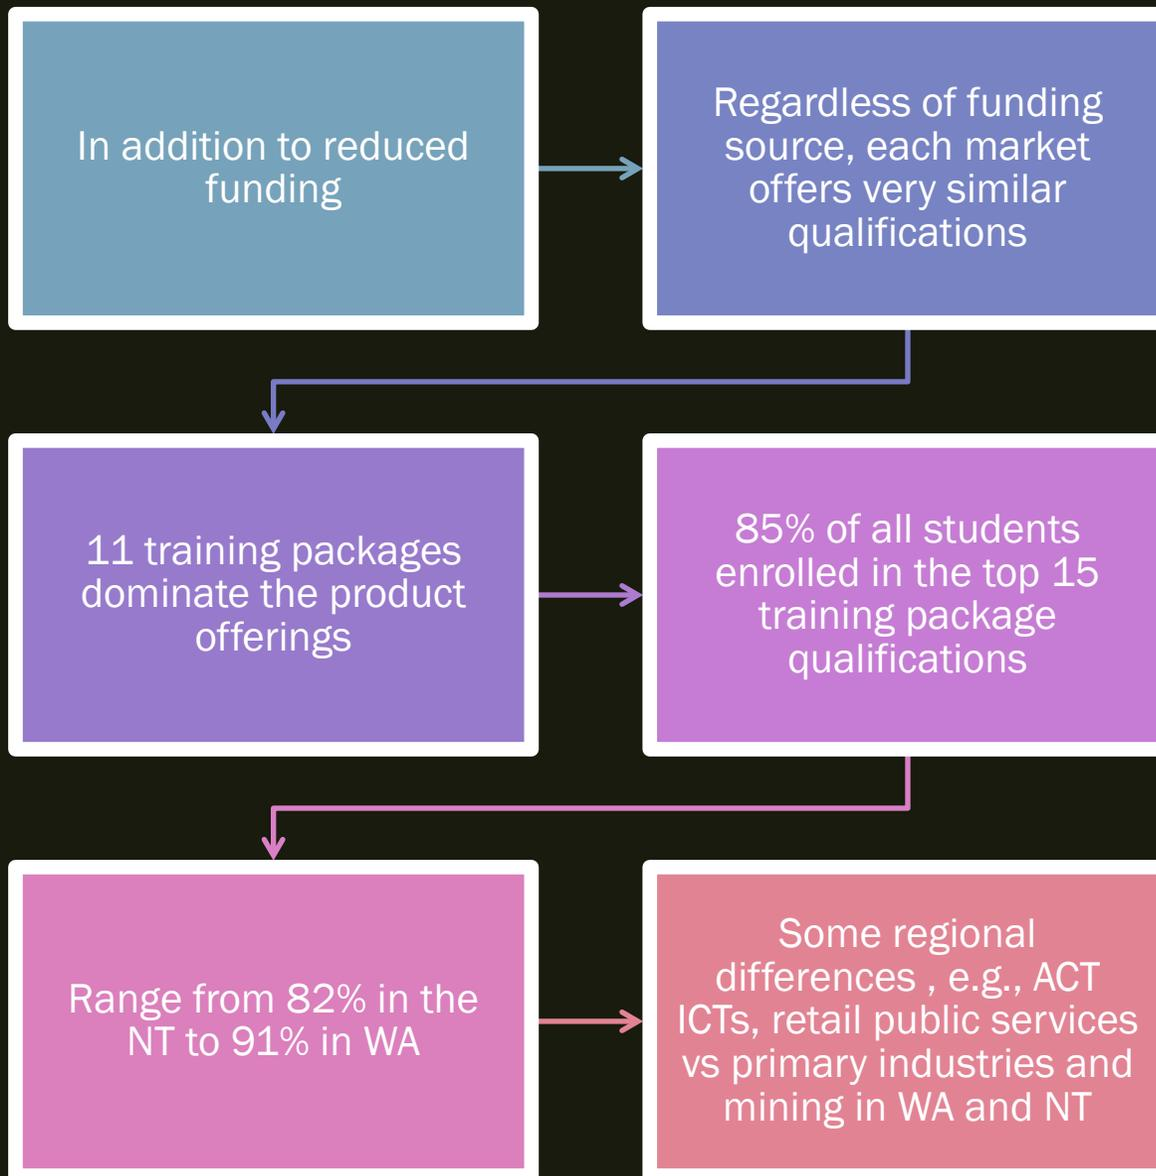 In addition to reduced
funding
Regardless of funding
source, each market
offers very similar
qualifications
11 training packages
dominate the product
offerings
85% of all students
enrolled in the top 15
training package
qualifications
Range from 82% in the
NT to 91% in WA
Some regional
differences , e.g., ACT
ICTs, retail public services
vs primary industries and
mining in WA and NT